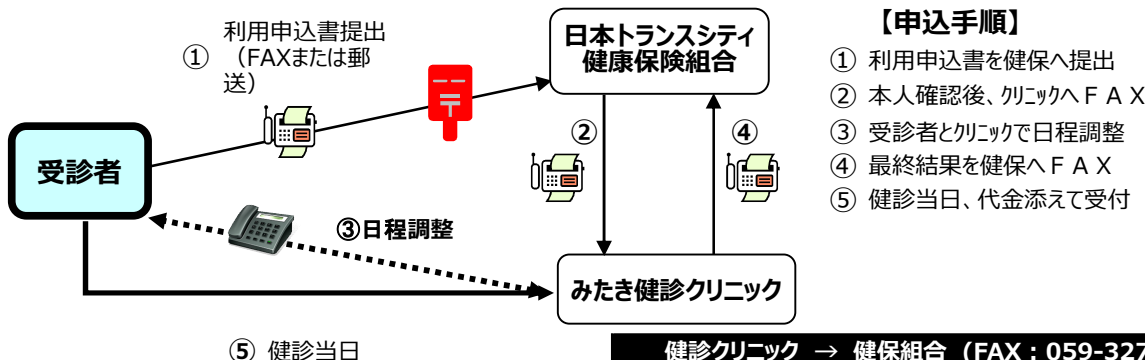 ① 利用申込書提出
（FAXまたは郵
送）
日本トランスシティ
健康保険組合
【申込手順】
① 利用申込書を健保へ提出
② 本人確認後、クリニックへＦＡＸ
③ 受診者とクリニックで日程調整
④ 最終結果を健保へＦＡＸ
⑤ 健診当日、代金添えて受付
② ④
受診者
③日程調整
みたき健診クリニック
⑤ 健診当日
健診クリニック → 健保組合（FAX：059-327